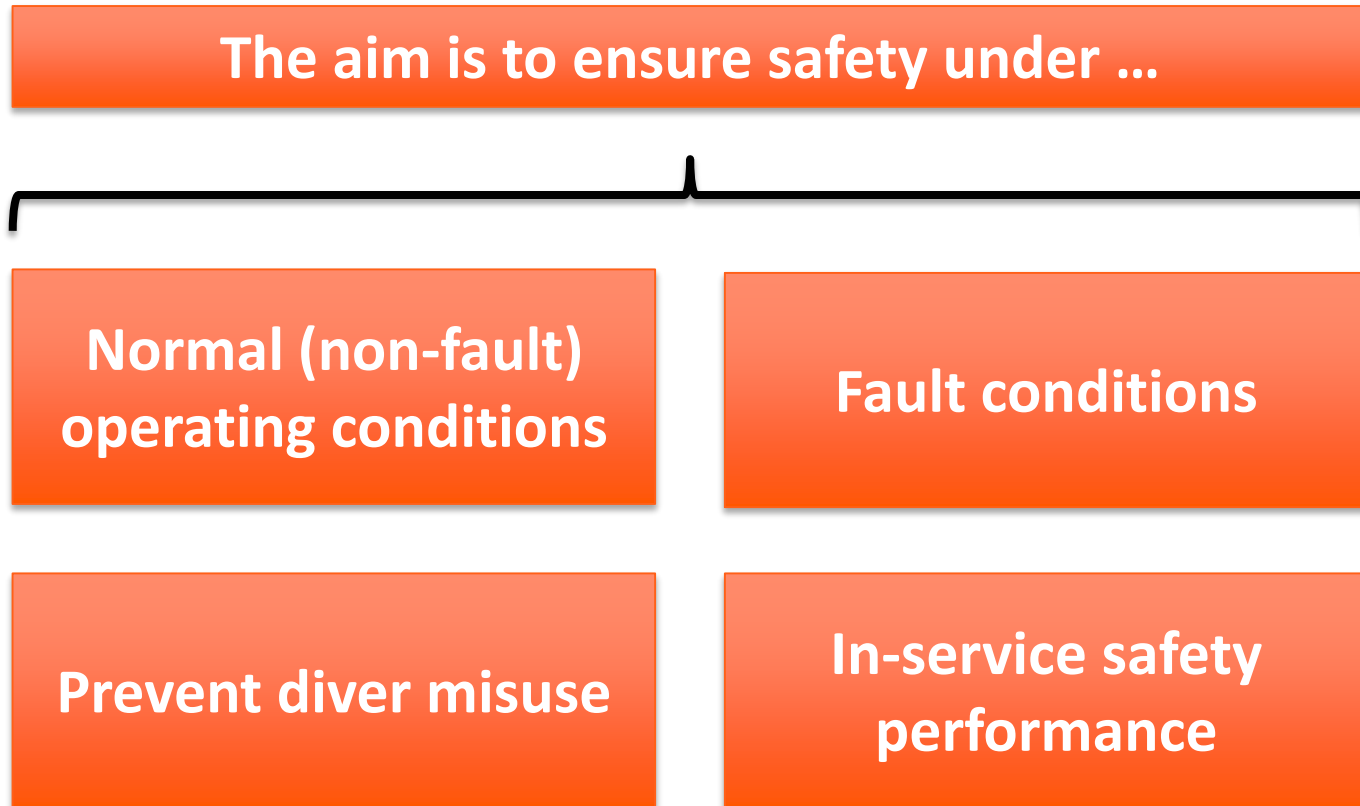 The aim is to ensure safety under …
Normal (non-fault)
operating conditions
Fault conditions
Prevent diver misuse
In-service safety
performance